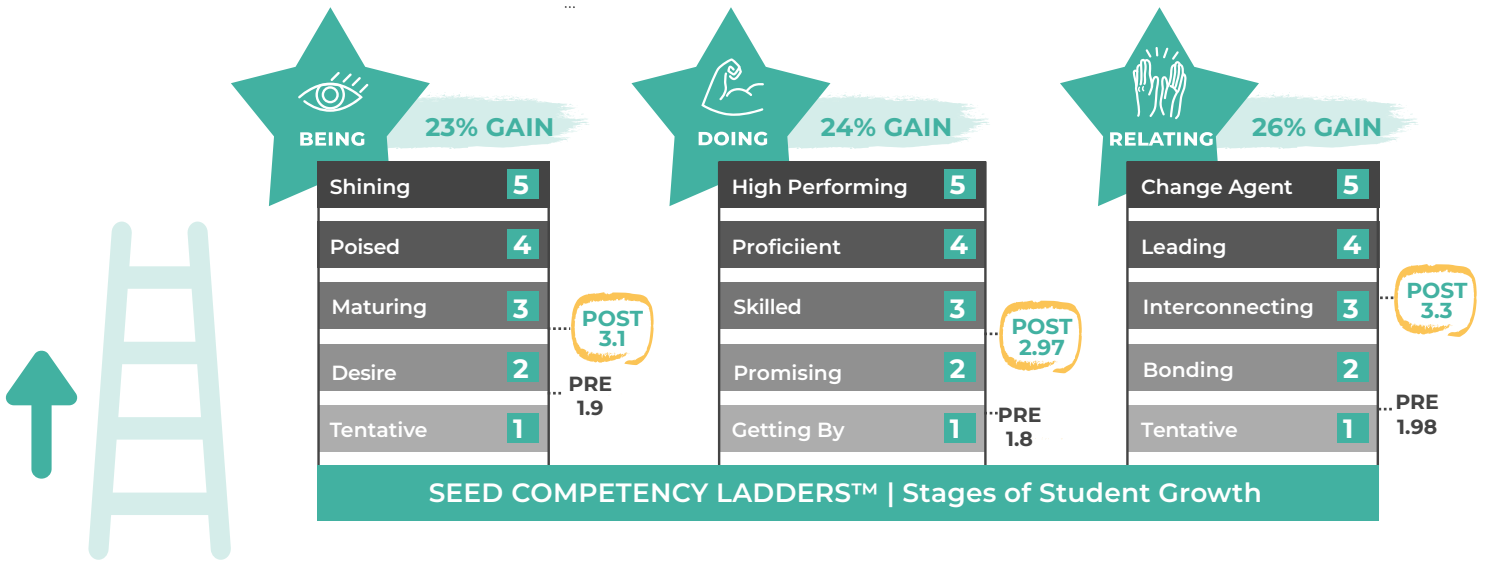 ...
BEING
23% GAIN
Shining 5
Poised 4
Maturing 3
Desire 2
Tentative 1
POST
3.1
PRE
1.9
DOING
24% GAIN
High Performing 5
Proficiient 4
Skilled 3
Promising 2
Getting By 1
POST
2.97
PRE
1.8
RELATING
26% GAIN
Change Agent 5
Leading 4
Interconnecting 3
Bonding 2
Tentative 1
POST
3.3
PRE
1.98
SEED COMPETENCY LADDERS™ | Stages of Student Growth